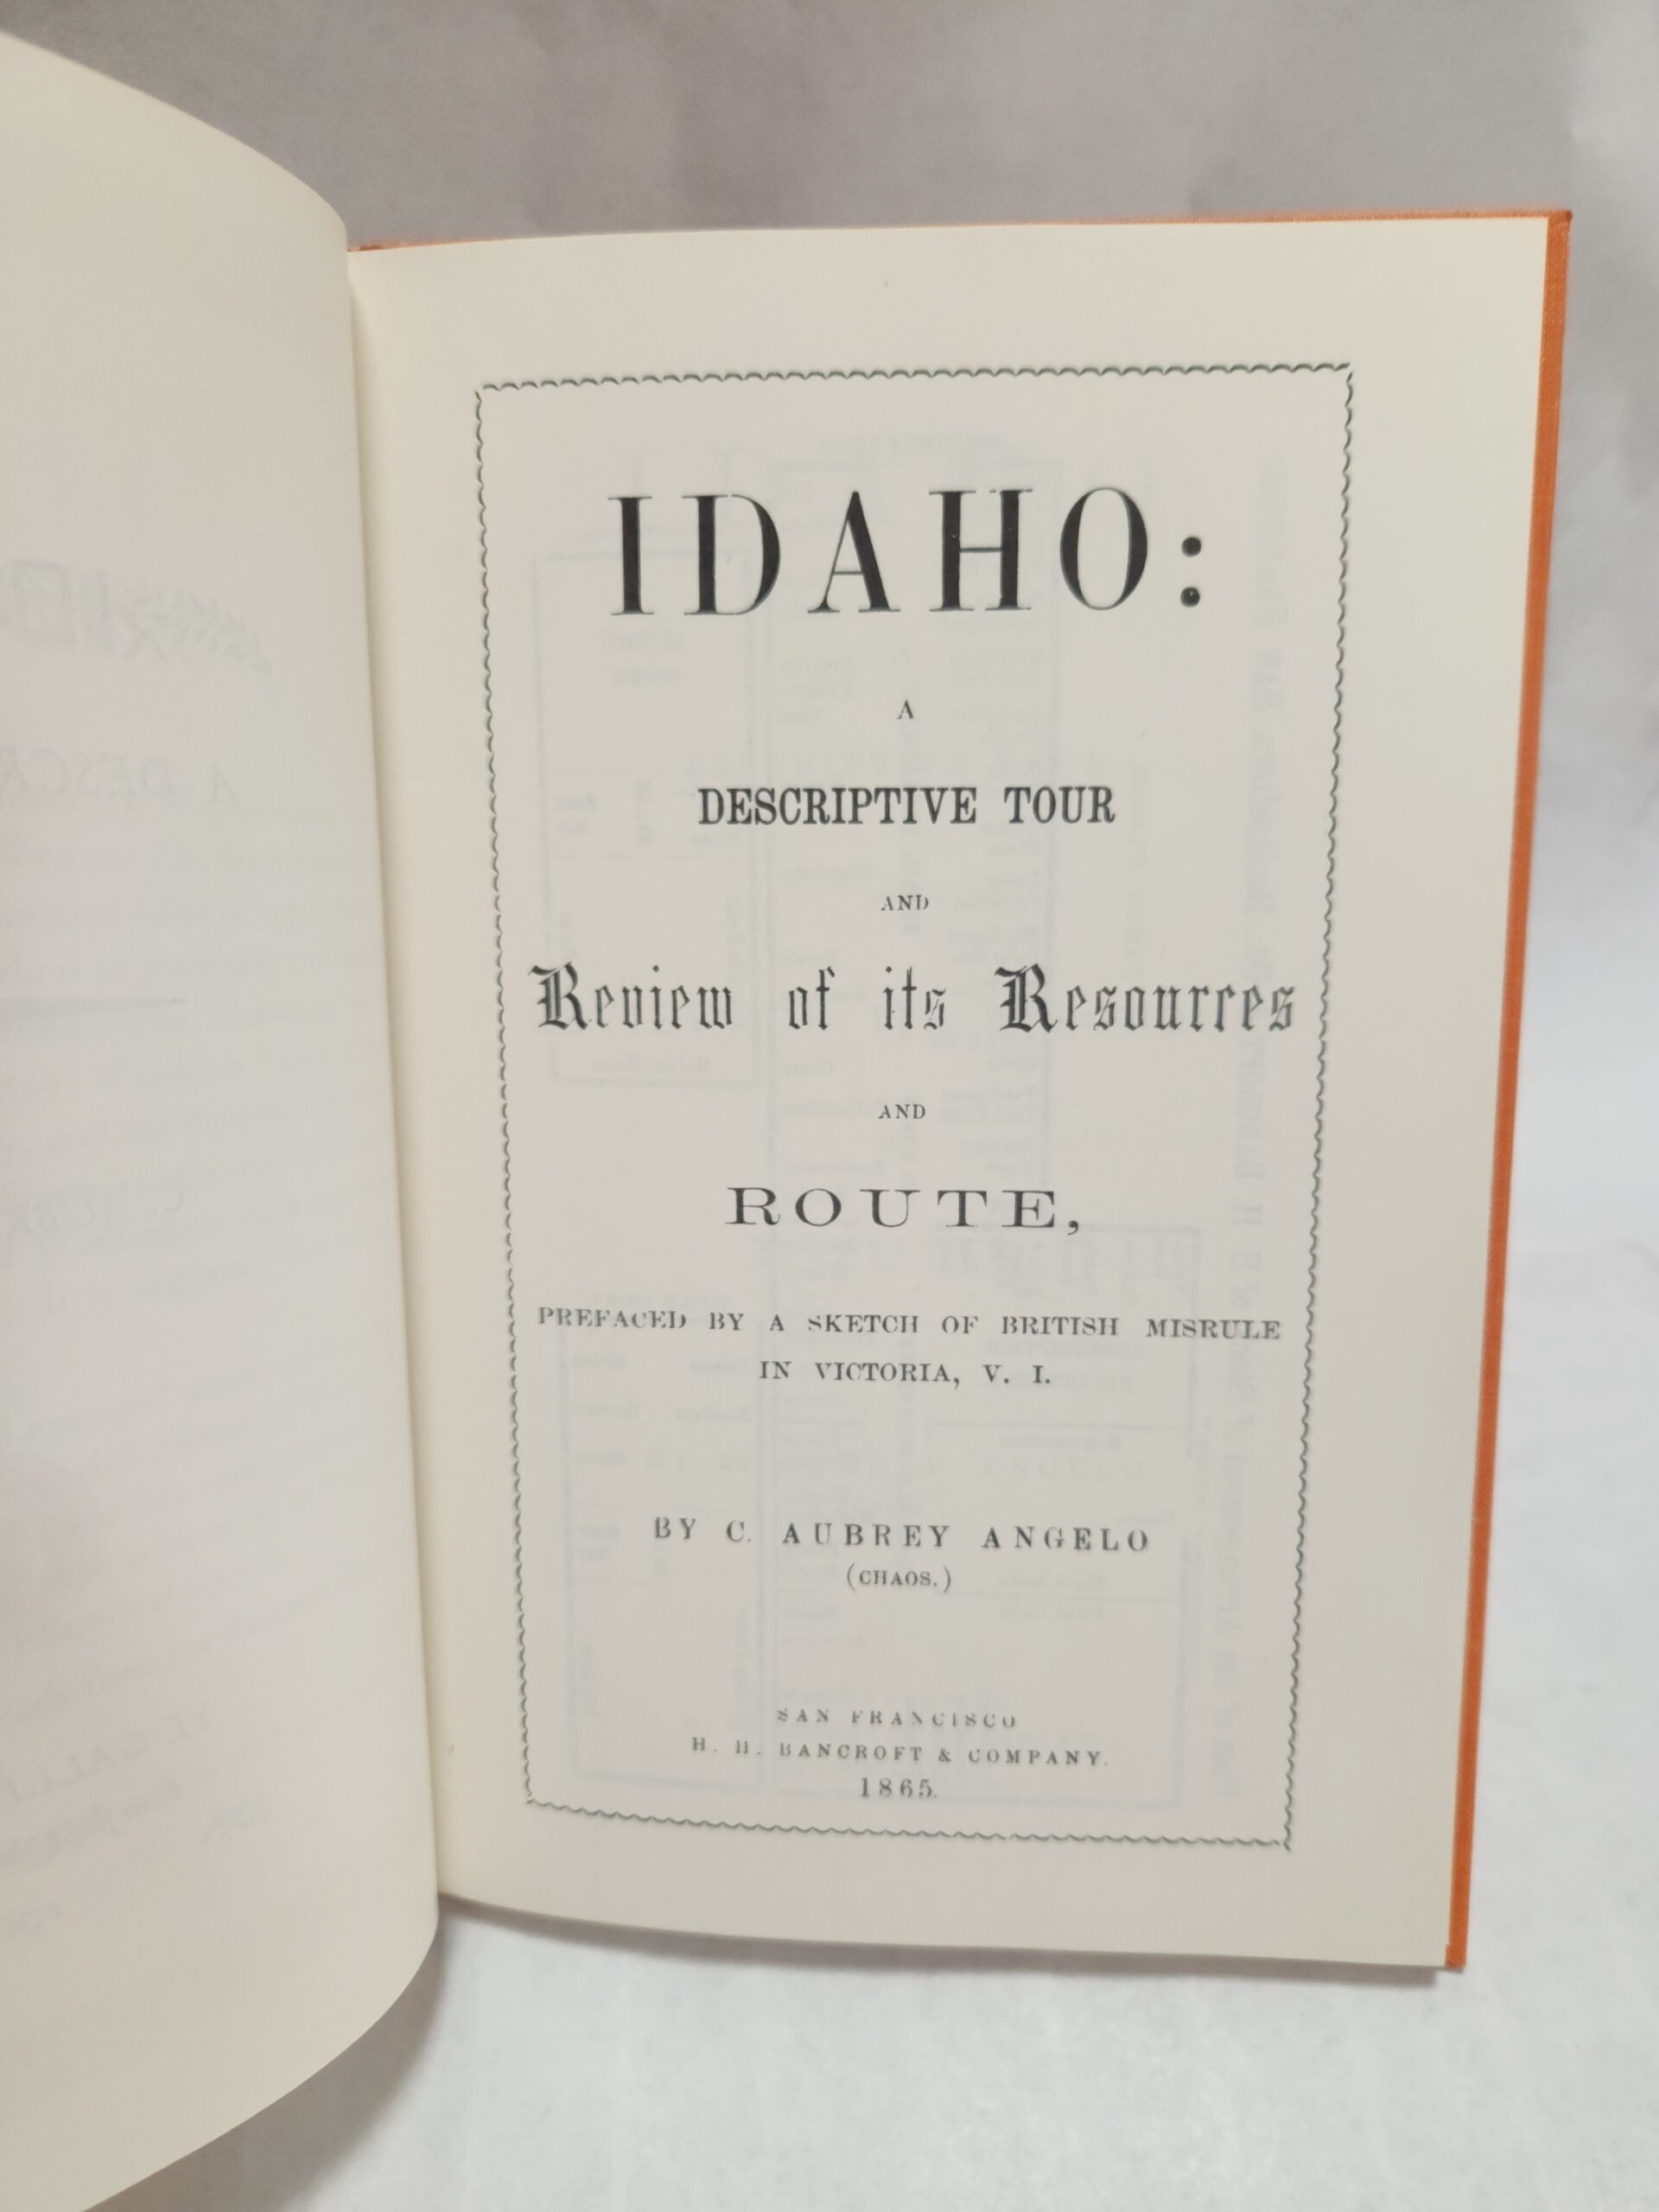 IDAHO:
A
DESCRIPTIVE TOUR
AND
Review of its Resources
AND
ROUTE,
PREFACED BY A SKETCH OF BRITISH MISRULE
IN VICTORIA, V. I.
BY C. AUBREY ANGELO
(CHAOS.)
SAN FRANCISCO
H. H. BANCROFT & COMPANY.
1865.